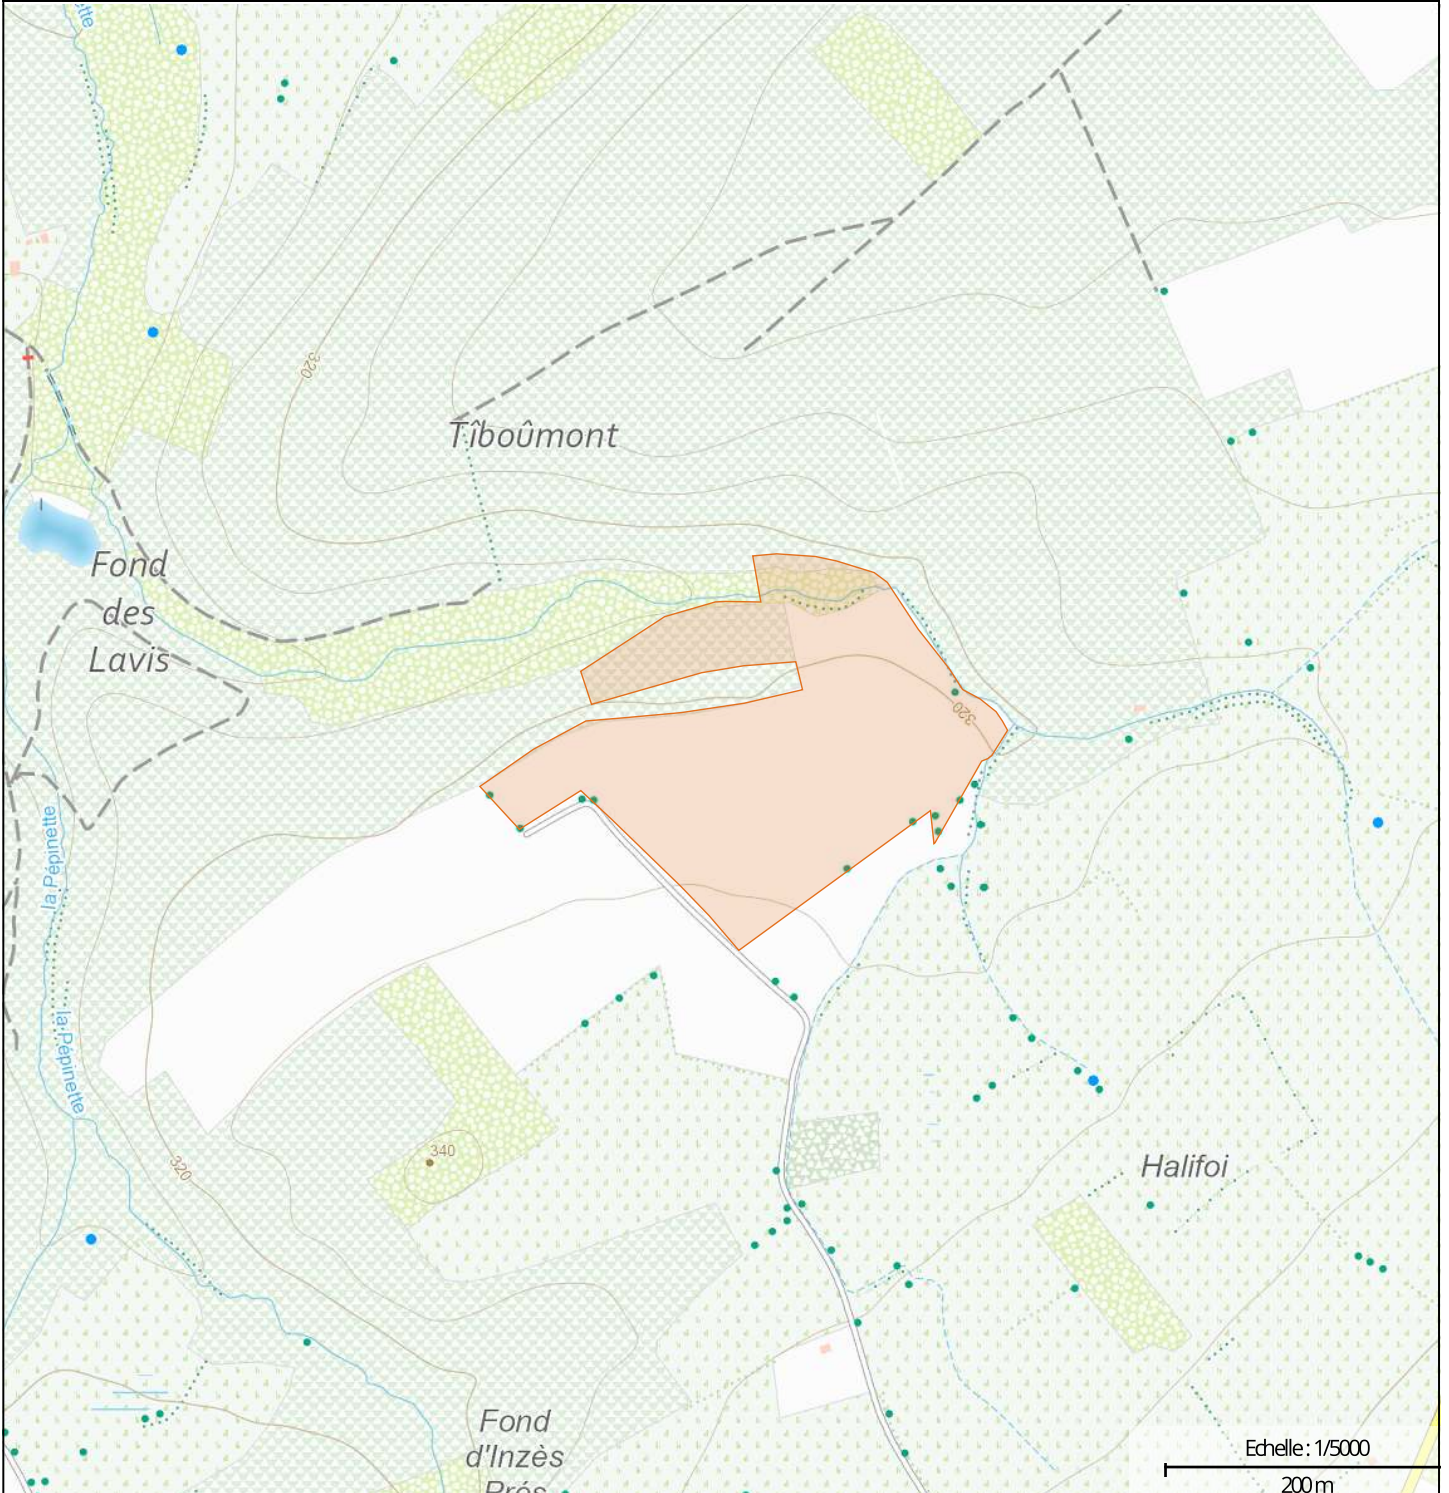 320
Tîboûmont
Fond
des
Lavis
320
la Pépinette
la Pépinette
340
320
Halifoi
Fond
d'Inzès
Prés
Echelle : 1/5000
200 m